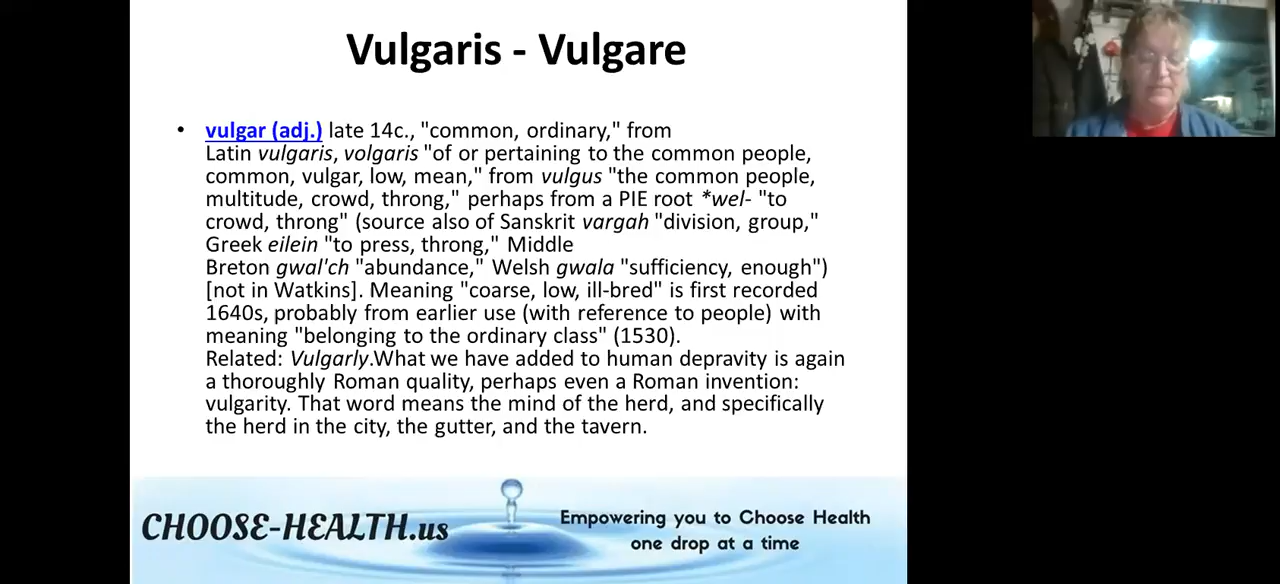 Vulgaris - Vulgare
• vulgar (adj.) late 14c., "common, ordinary," from
Latin vulgaris, volgaris "of or pertaining to the common people,
common, vulgar, low, mean," from vulgus "the common people,
multitude, crowd, throng," perhaps from a PIE root *wel- "to
crowd, throng" (source also of Sanskrit vargah "division, group,"
Greek eilein "to press, throng," Middle
Breton gwal'ch "abundance," Welsh gwala "sufficiency, enough")
[not in Watkins]. Meaning "coarse, low, ill-bred" is first recorded
1640s, probably from earlier use (with reference to people) with
meaning "belonging to the ordinary class" (1530).
Related: Vulgarly.What we have added to human depravity is again
a thoroughly Roman quality, perhaps even a Roman invention:
vulgarity. That word means the mind of the herd, and specifically
the herd in the city, the gutter, and the tavern.
CHOOSE-HEALTH.us
Empowering you to Choose Health
one drop at a time